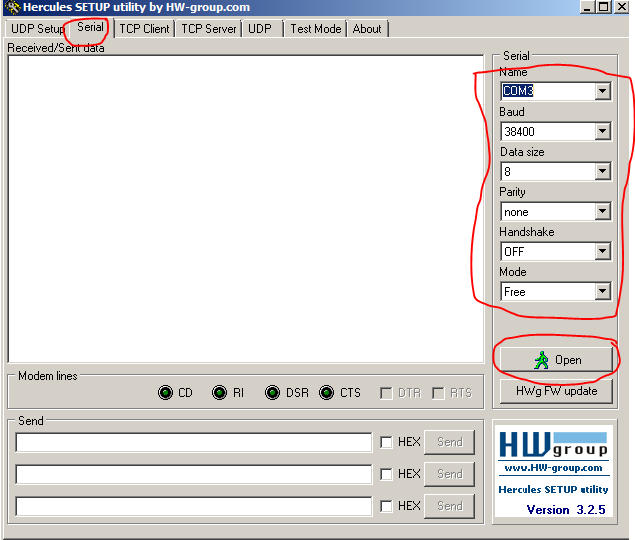 Hercules SETUP utility by HW-group.com
UDP Setup Serial TCP Client TCP Server UDP Test Mode About
Received/Sent data
Serial
Name
COM3
Baud
38400
Data size
8
Parity
none
Handshake
OFF
Mode
Free
Open
HWg FW update
Modem lines
CD RI DSR CTS DTR RTS
Send
HEX Send
HEX Send
HEX Send
HW group
www.HW-group.com
Hercules SETUP utility
Version 3.2.5